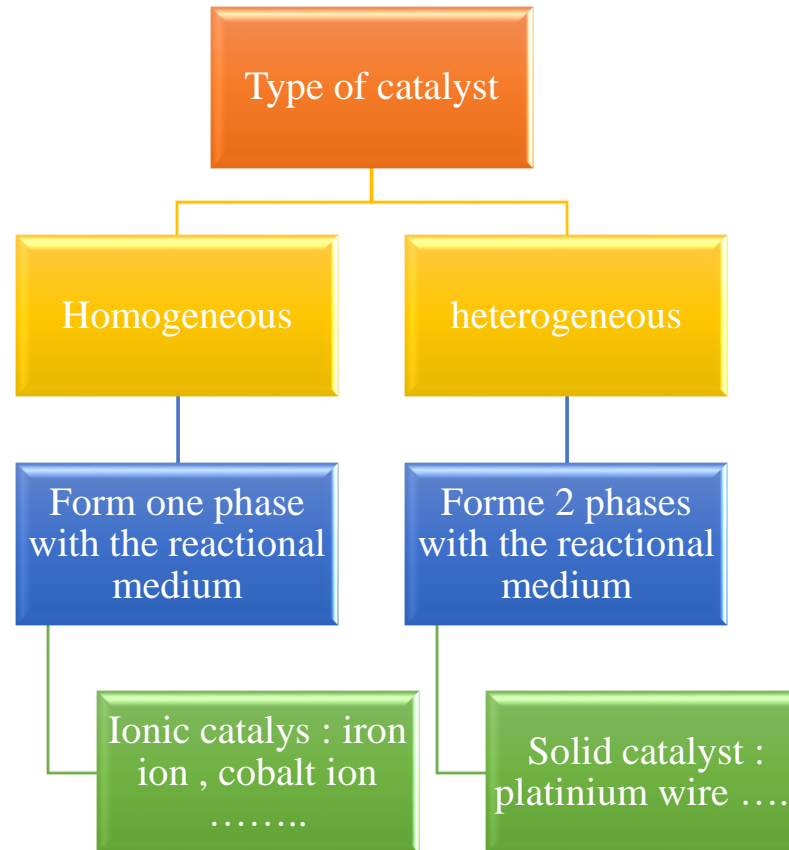 Type of catalyst
Homogeneous
heterogeneous
Form one phase
with the reactional
medium
Forme 2 phases
with the reactional
medium
Ionic catalys : iron
ion , cobalt ion
……..
Solid catalyst :
platinium wire ….